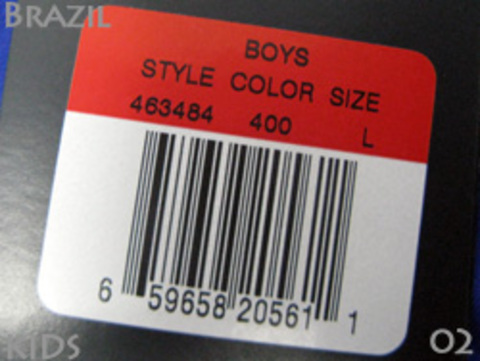 BRAZIL
BOYS
STYLE COLOR SIZE
463484 400 L
6 59658 20561 1
KIDS 02